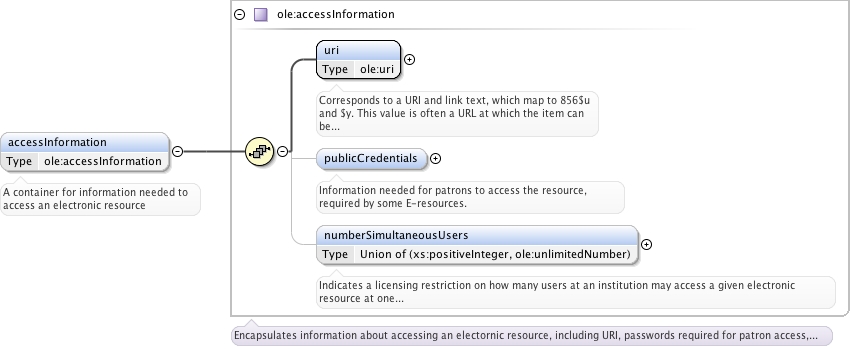 ole:accessInformation
uri
Type ole:uri
Corresponds to a URI and link text, which map to 856$u
and $y. This value is often a URL at which the item can
be...
accessInformation
Type ole:accessInformation
A container for information needed to
access an electronic resource
publicCredentials
Information needed for patrons to access the resource,
required by some E-resources.
numberSimultaneousUsers
Type Union of (xs:positiveInteger, ole:unlimitedNumber)
Indicates a licensing restriction on how many users at an institution may access a given electronic
resource at one...
Encapsulates information about accessing an electornic resource, including URI, passwords required for patron access,...